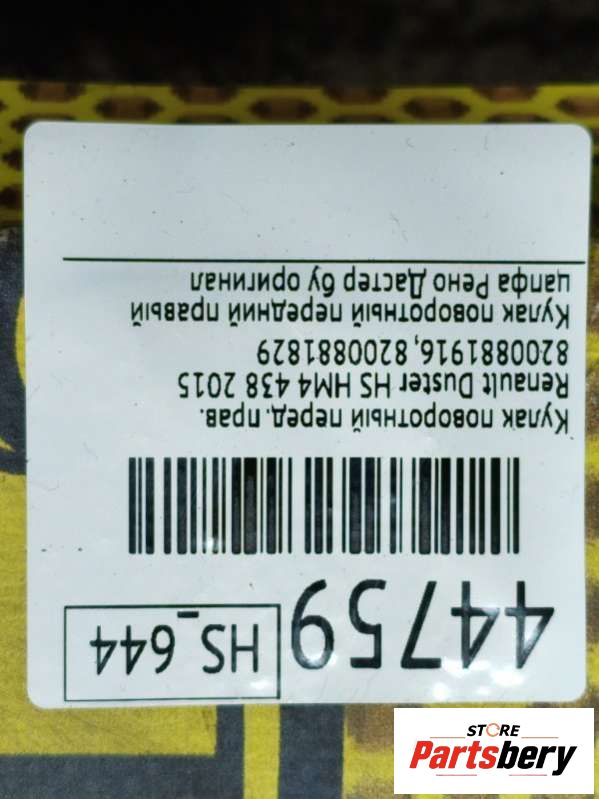 44759
HS_644
Кулак поворотный перед. прав.
Renault Duster HS HM4 438 2015
8200881916, 8200881829
Кулак поворотный передний правый
цапфа Рено Дастер бу оригинал
STORE
Partsbery